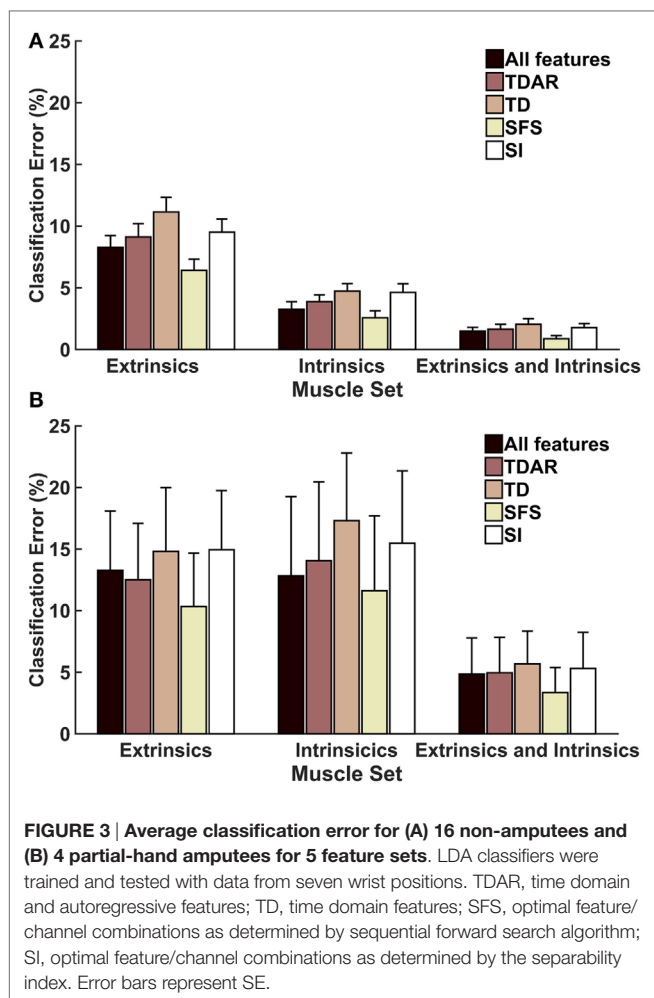 A
25
20
15
10
5
0
Classification Error (%)
All features
TDAR
TD
SFS
SI
Extrinsics
Intrinsics
Extrinsics and Intrinsics
Muscle Set
B
25
20
15
10
5
0
Classification Error (%)
All features
TDAR
TD
SFS
SI
Extrinsics
Intrinsicics
Extrinsics and Intrinsics
Muscle Set
FIGURE 3 | Average classification error for (A) 16 non-amputees and
(B) 4 partial-hand amputees for 5 feature sets. LDA classifiers were
trained and tested with data from seven wrist positions. TDAR, time domain
and autoregressive features; TD, time domain features; SFS, optimal feature/
channel combinations as determined by sequential forward search algorithm;
SI, optimal feature/channel combinations as determined by the separability
index. Error bars represent SE.